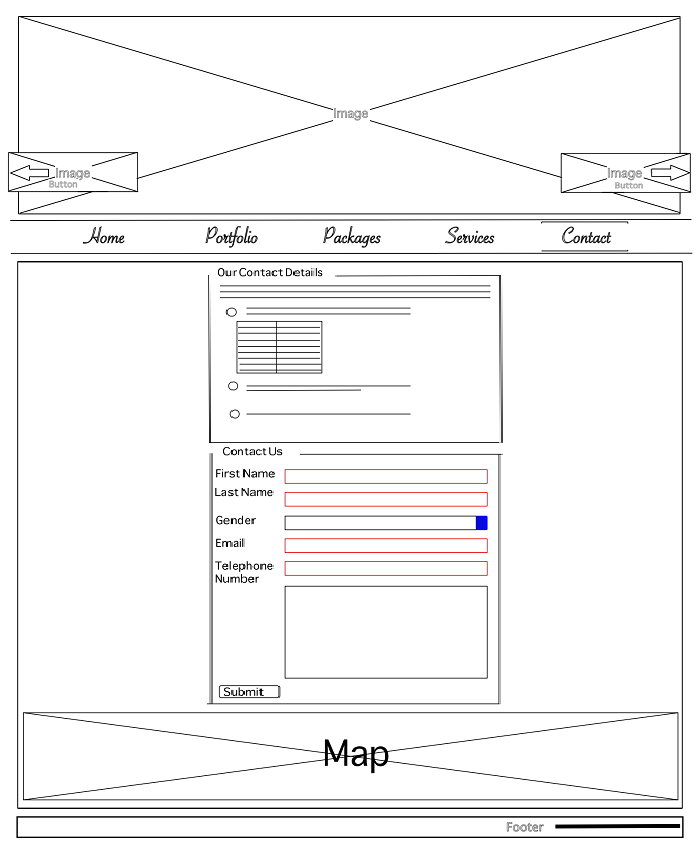 Image
Image
Button
Image
Button
Home Portfolio Packages Services Contact
Our Contact Details
Contact Us
First Name
Last Name
Gender
Email
Telephone
Number
Submit
Map
Footer